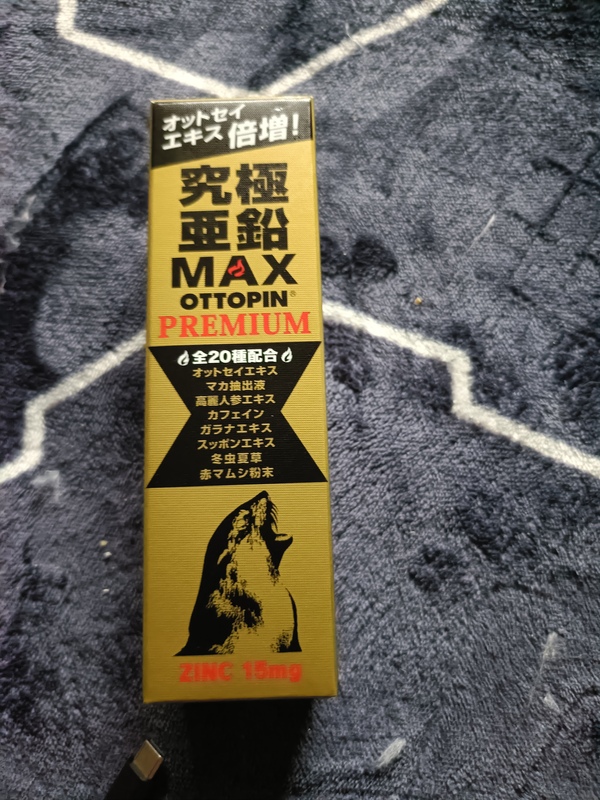 オットセイ
エキス倍増!
究極
亜鉛
MAX
OTTOPIN®
PREMIUM
全20種配合
オットセイエキス
マカ抽出液
高麗人参エキス
カフェイン
ガラナエキス
スッポンエキス
冬虫夏草
赤マムシ粉末
ZINC 15mg